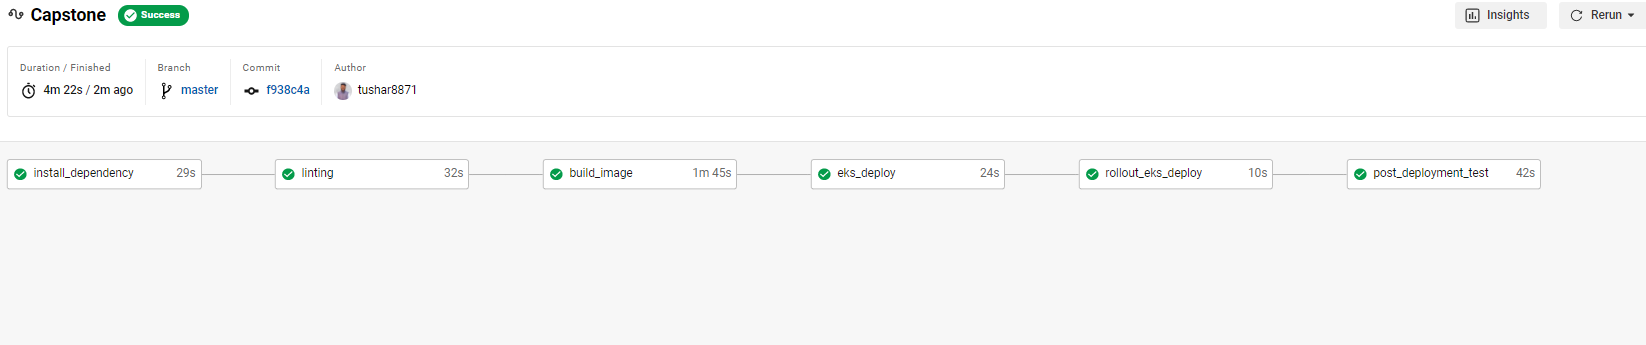 Capstone Success Insights Rerun
Duration / Finished Branch Commit Author
4m 22s / 2m ago master f938c4a tushar8871
install_dependency 29s linting 32s build_image 1m 45s eks_deploy 24s rollout_eks_deploy 10s post_deployment_test 42s